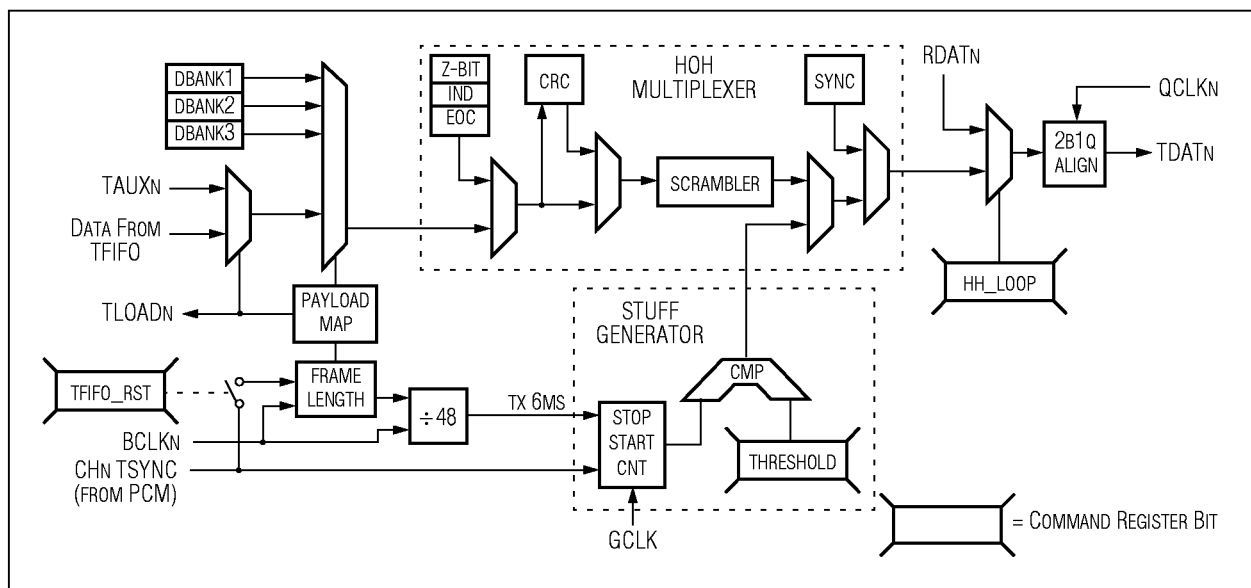 DBANK1
DBANK2
DBANK3
TAUXN
DATA FROM
TFIFO
TLOADN
PAYLOAD
MAP
TFIFO_RST
FRAME
LENGTH
BCLKN
CHN TSYNC
(FROM PCM)
÷48
TX 6MS
Z-BIT
IND
EOC
CRC
HOH
MULTIPLEXER
SYNC
SCRAMBLER
RDATN
QCLKN
2B1Q
ALIGN
TDATN
HH_LOOP
STUFF
GENERATOR
CMP
STOP
START
CNT
THRESHOLD
GCLK
= COMMAND REGISTER BIT